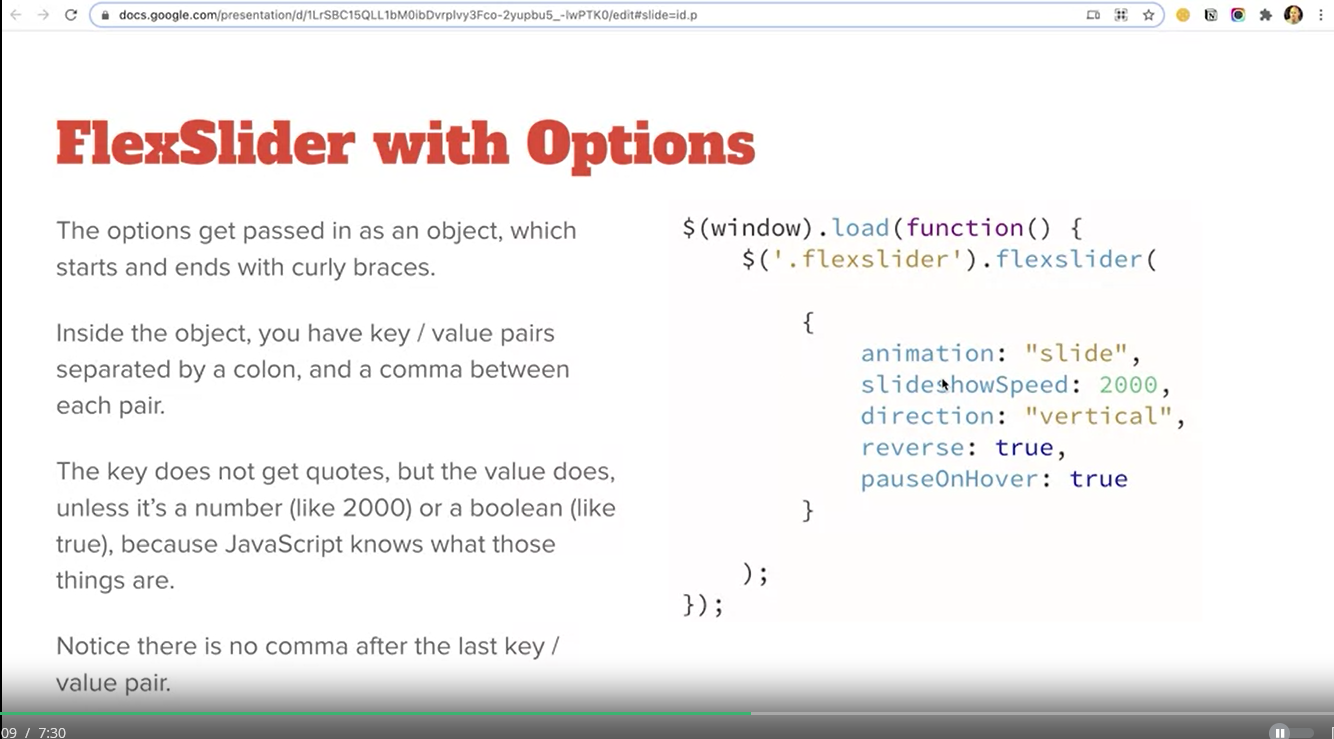 docs.google.com/presentation/d/1LrSBC15QLL1bM0ibDvrplvy3Fco-2yupbu5_-lwPTK0/edit#slide=id.p
FlexSlider with Options
The options get passed in as an object, which
starts and ends with curly braces.
Inside the object, you have key / value pairs
separated by a colon, and a comma between
each pair.
The key does not get quotes, but the value does,
unless it's a number (like 2000) or a boolean (like
true), because JavaScript knows what those
things are.
Notice there is no comma after the last key /
value pair.
$(window).load(function() {
$('.flexslider').flexslider(
{
animation: "slide",
slideshowSpeed: 2000,
direction: "vertical",
reverse: true,
pauseOnHover: true
}
);
});
09 / 7:30